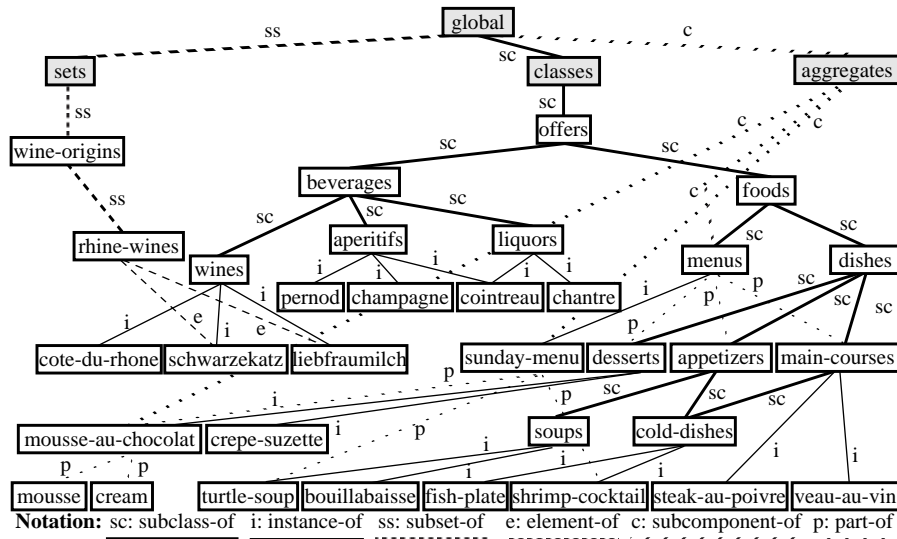 global
ss
c
sc
sets
classes
aggregates
ss
sc
c
c
offers
wine-origins
sc
sc
ss
beverages
c
foods
sc
sc
sc
sc
sc
rhine-wines
aperitifs
liquors
menus
dishes
wines
i
i
i
i
i
pernod
champagne
cointreau
chantre
i
p
p
p
sc
sc
sc
i
e
i
e
i
cote-du-rhone
schwarzekatz
liebfraumilch
sunday-menu
desserts
appetizers
main-courses
p
i
p
sc
sc
sc
mousse-au-chocolat
crepe-suzette
i
p
soups
cold-dishes
p
p
i
i
i
i
i
i
mousse
cream
turtle-soup
bouillabaisse
fish-plate
shrimp-cocktail
steak-au-poivre
veau-au-vin
Notation: sc: subclass-of i: instance-of ss: subset-of e: element-of c: subcomponent-of p: part-of